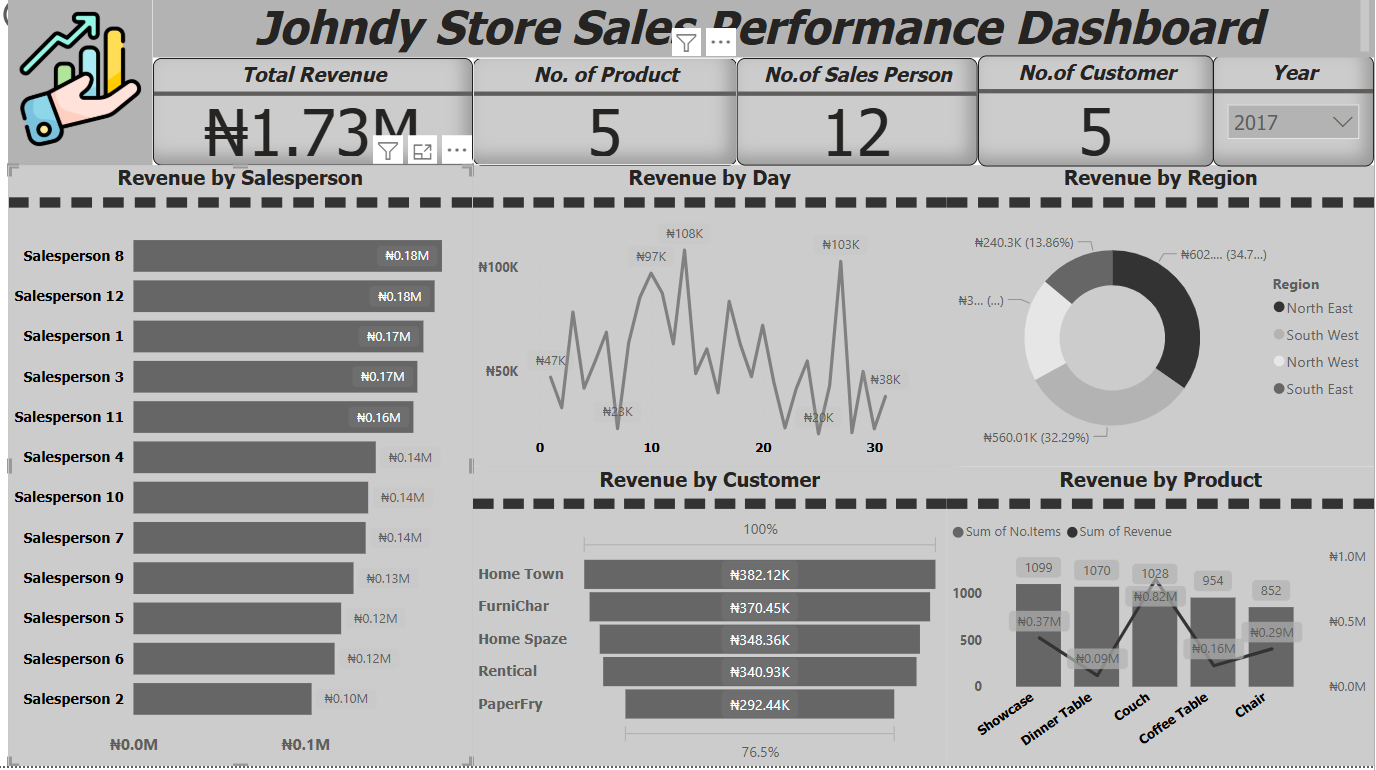 Johndy Store Sales Performance Dashboard
Total Revenue
₦1.73M
No. of Product
5
No.of Sales Person
12
No.of Customer
5
Year
2017
Revenue by Salesperson
Salesperson 8 ₦0.18M
Salesperson 12 ₦0.18M
Salesperson 1 ₦0.17M
Salesperson 3 ₦0.17M
Salesperson 11 ₦0.16M
Salesperson 4 ₦0.14M
Salesperson 10 ₦0.14M
Salesperson 7 ₦0.14M
Salesperson 9 ₦0.13M
Salesperson 5 ₦0.12M
Salesperson 6 ₦0.12M
Salesperson 2 ₦0.10M
₦0.0M ₦0.1M
Revenue by Day
₦108K
₦103K
₦97K
₦100K
₦47K
₦50K
₦38K
₦23K
₦20K
0 10 20 30
Revenue by Region
₦240.3K (13.86%)
₦602.... (34.7...)
₦3... (...)
₦560.01K (32.29%)
Region
North East
South West
North West
South East
Revenue by Customer
100%
Home Town ₦382.12K
FurniChar ₦370.45K
Home Spaze ₦348.36K
Rentical ₦340.93K
PaperFry ₦292.44K
76.5%
Revenue by Product
Sum of No.Items Sum of Revenue
₦1.0M
1099 1070 1028 954 852
1000
₦0.37M ₦0.09M ₦0.82M ₦0.16M ₦0.29M
₦0.5M
500
0
₦0.0M
Showcase
Dinner Table
Couch
Coffee Table
Chair